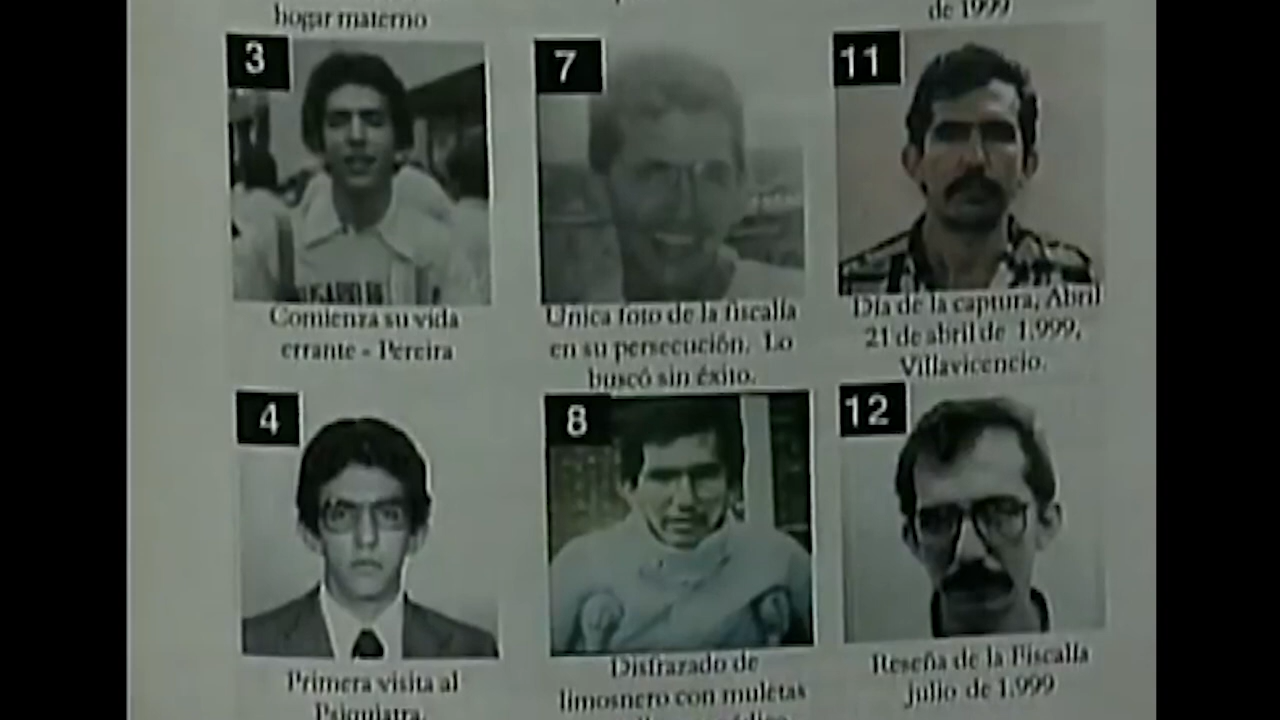 hogar materno
de 1999
3
7
11
Comienza su vida
errante - Pereira
Unica foto de la fiscalía
en su persecución. Lo
buscó sin éxito.
Día de la captura, Abril
21 de abril de 1.999,
Villavicencio.
4
8
12
Primera visita al
Psiquiatra.
Disfrazado de
limosnero con muletas
Reseña de la Fiscalía
julio de 1.999